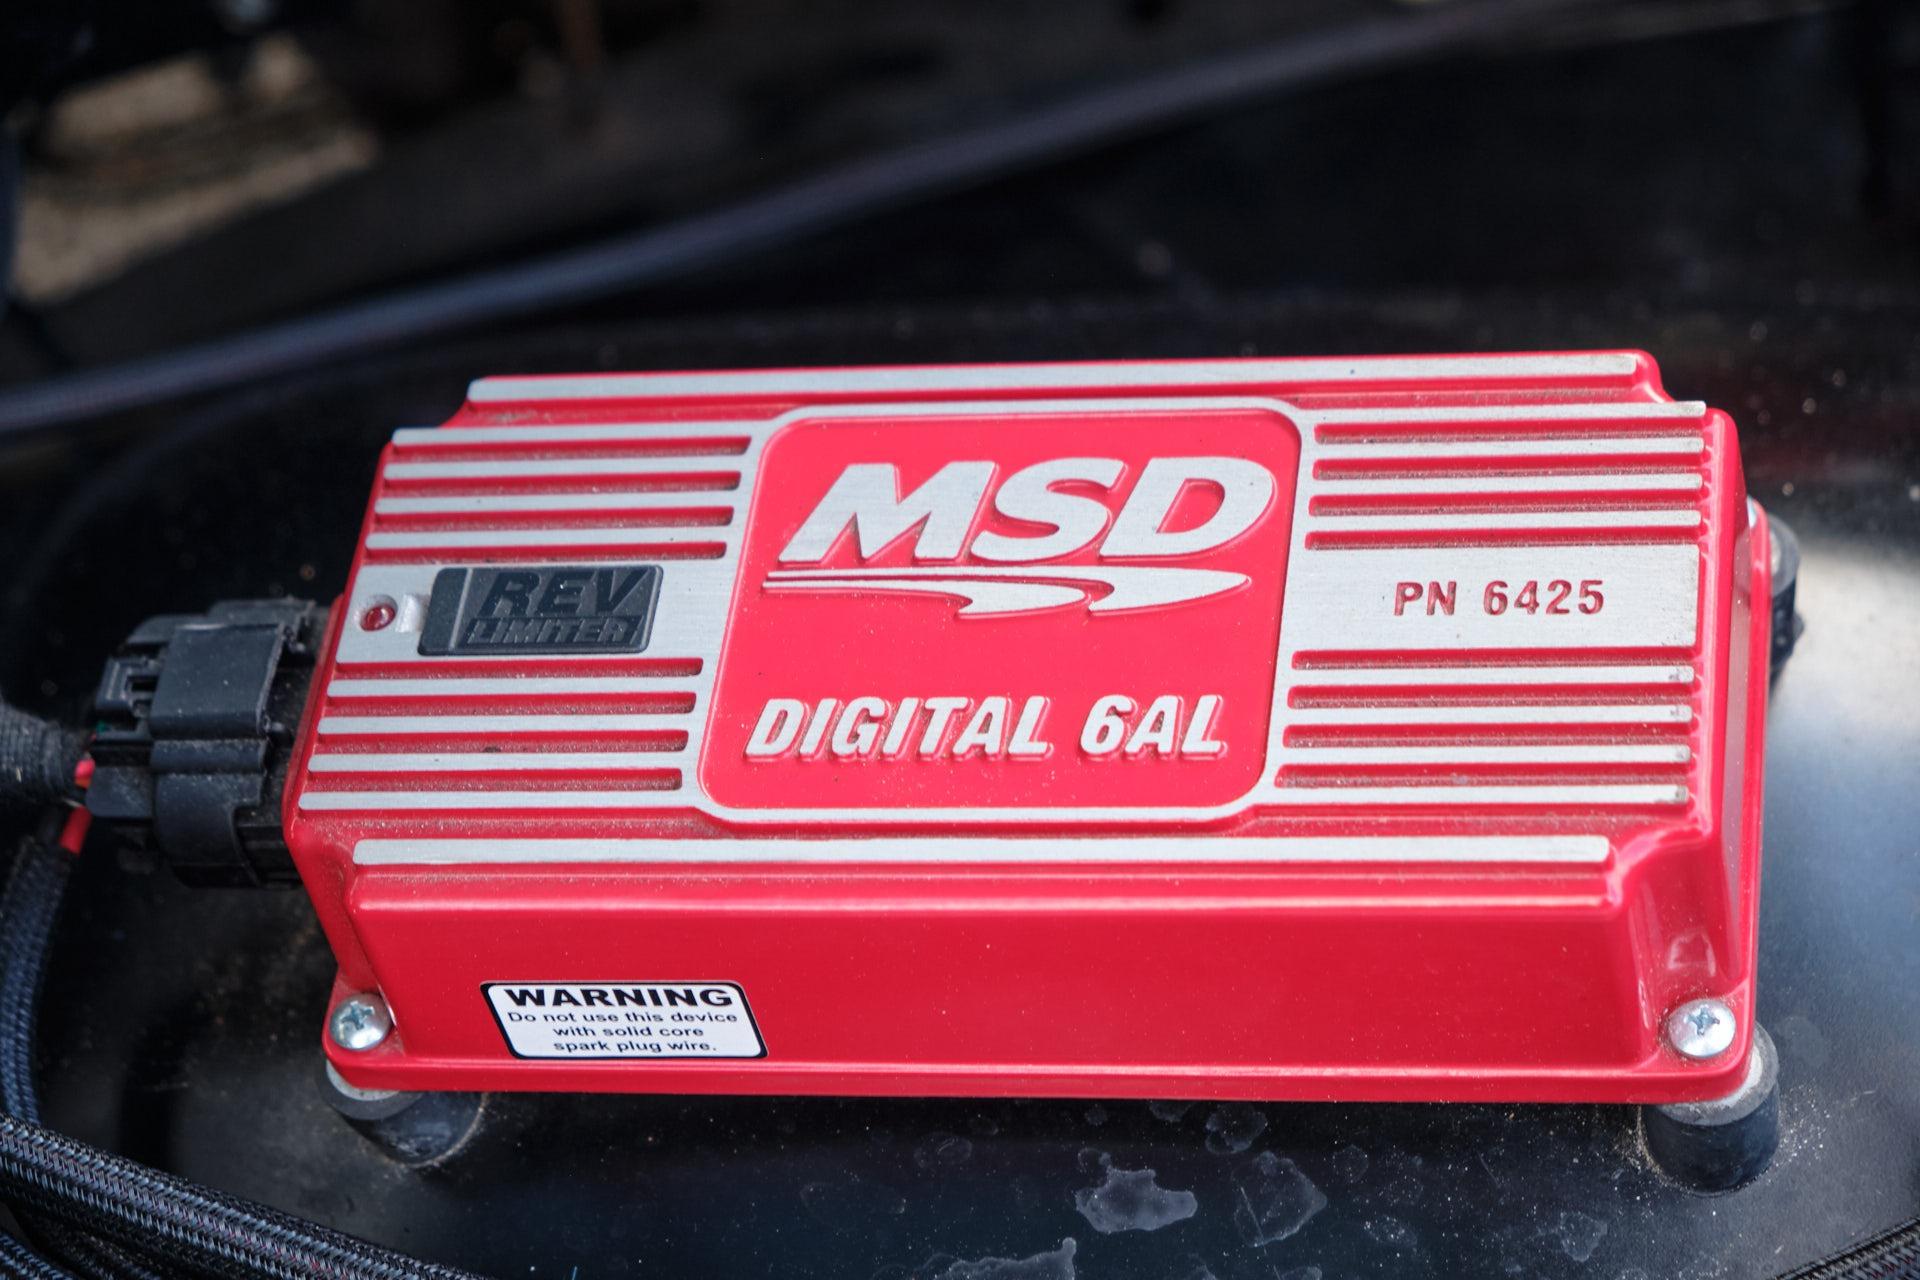 MSD
REV
LIMITER
PN 6425
DIGITAL 6AL
WARNING
Do not use this device
with solid core
spark plug wire.